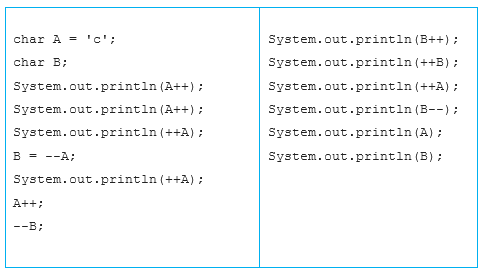 char A = 'c';
char B;
System.out.println(A++);
System.out.println(A++);
System.out.println(++A);
B = --A;
System.out.println(++A);
A++;
--B;
System.out.println(B++);
System.out.println(++B);
System.out.println(++A);
System.out.println(B--);
System.out.println(A);
System.out.println(B);